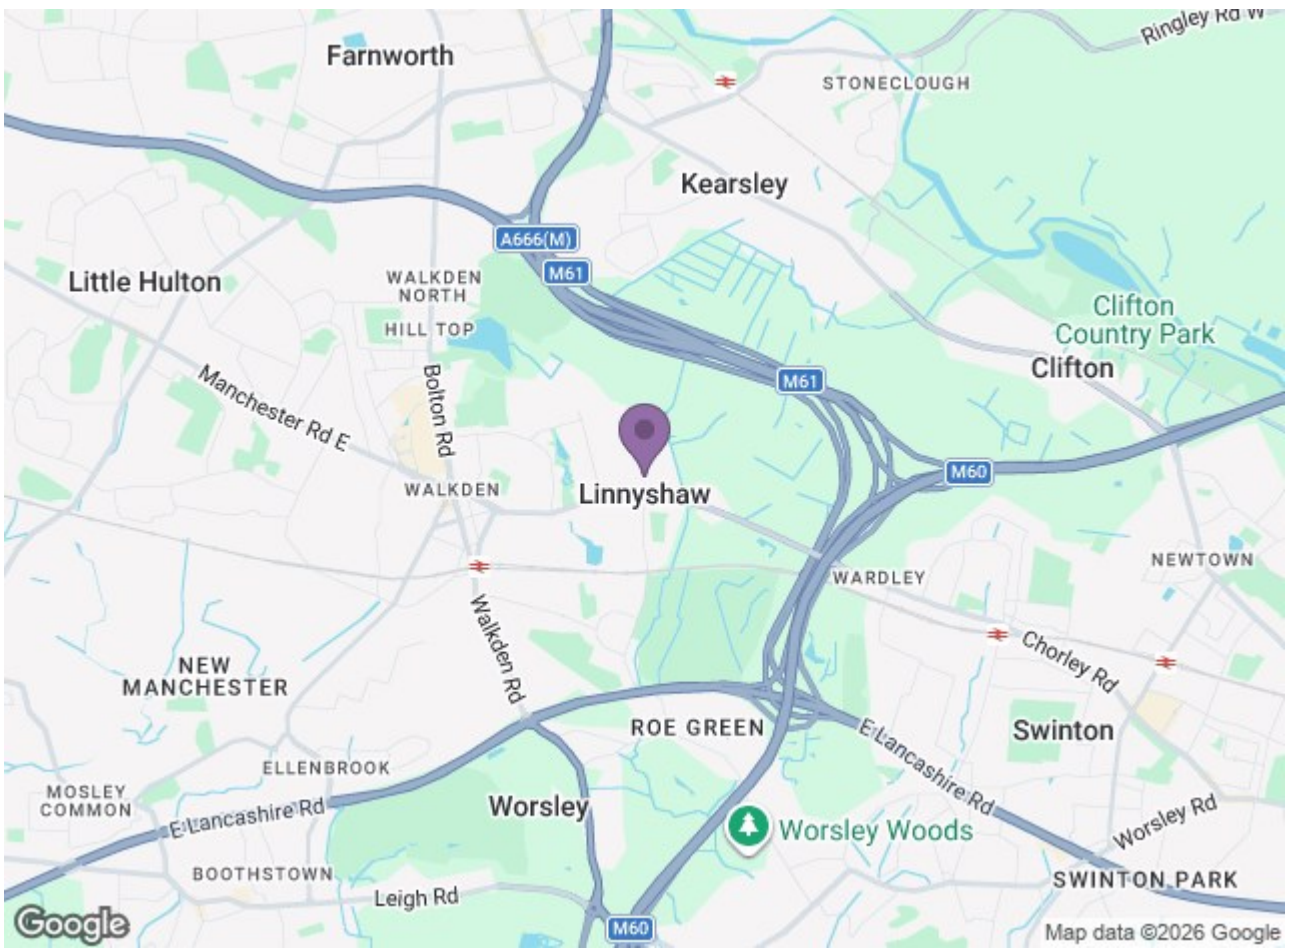 Ringley Rd W
Farnworth
STONECLOUGH
Kearsley
A666(M)
M61
Little Hulton
WALKDEN
NORTH
HILL TOP
Clifton
Country Park
Clifton
M61
Manchester Rd E
Bolton Rd
M60
WALKDEN
Linnyshaw
NEWTOWN
WARDLEY
Walkden Rd
Chorley Rd
NEW
MANCHESTER
ROE GREEN
Swinton
E Lancashire Rd
ELLENBROOK
MOSLEY
COMMON
E Lancashire Rd
Worsley
Worsley Woods
Worsley Rd
BOOTHSTOWN
Leigh Rd
SWINTON PARK
M60
Google
Map data ©2026 Google